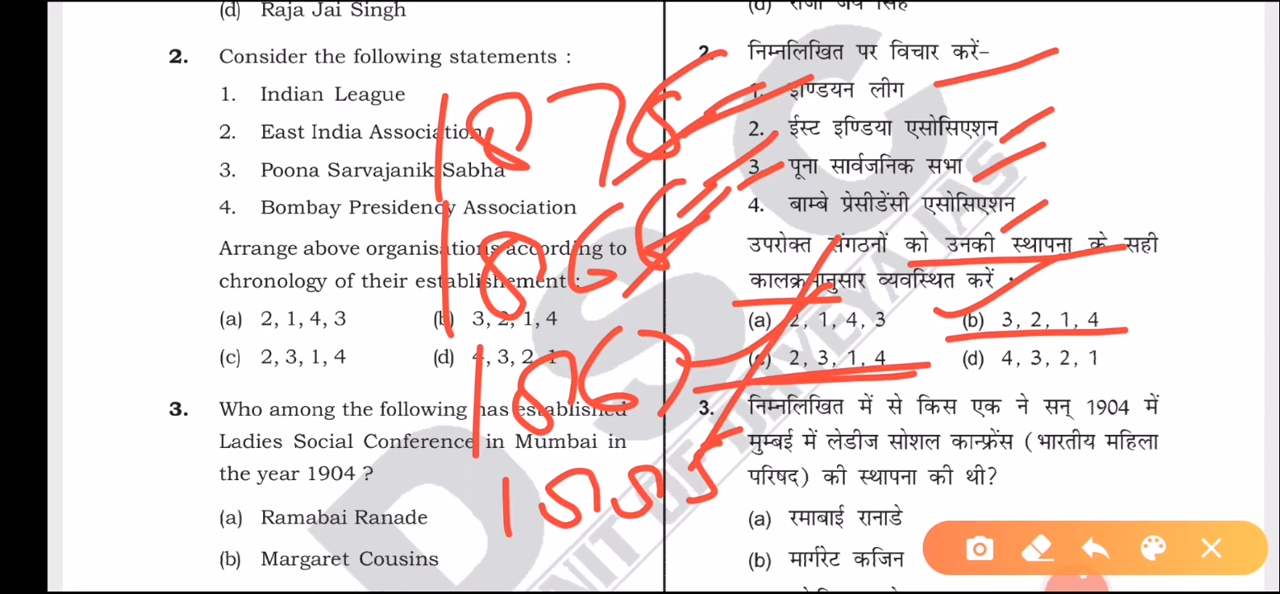 (d) Raja Jai Singh
2. Consider the following statements :
1. Indian League
2. East India Association
3. Poona Sarvajanik Sabha
4. Bombay Presidency Association
Arrange above organisations according to
chronology of their establishement :
(a) 2, 1, 4, 3 (b) 3, 2, 1, 4
(c) 2, 3, 1, 4 (d) 4, 3, 2, 1
3. Who among the following has established
Ladies Social Conference in Mumbai in
the year 1904 ?
(a) Ramabai Ranade
(b) Margaret Cousins
(d) राजा जय सिंह
2. निम्नलिखित पर विचार करें–
1. इण्डियन लीग
2. ईस्ट इण्डिया एसोसिएशन
3. पूना सार्वजनिक सभा
4. बाम्बे प्रेसीडेंसी एसोसिएशन
उपरोक्त संगठनों को उनकी स्थापना के सही
कालक्रमानुसार व्यवस्थित करें :
(a) 2, 1, 4, 3 (b) 3, 2, 1, 4
(c) 2, 3, 1, 4 (d) 4, 3, 2, 1
3. निम्नलिखित में से किस एक ने सन् 1904 में
मुम्बई में लेडीज सोशल कान्फ्रेंस (भारतीय महिला
परिषद) की स्थापना की थी?
(a) रमाबाई रानाडे
(b) मार्गरेट कजिन
1875
1866
1867
1885